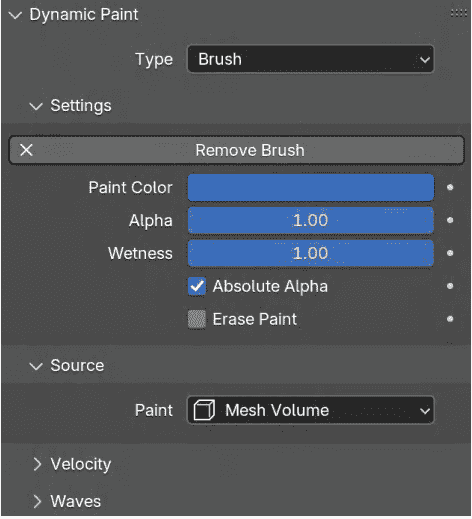 Dynamic Paint
Type Brush
Settings
Remove Brush
Paint Color
Alpha 1.00
Wetness 1.00
Absolute Alpha
Erase Paint
Source
Paint Mesh Volume
Velocity
Waves